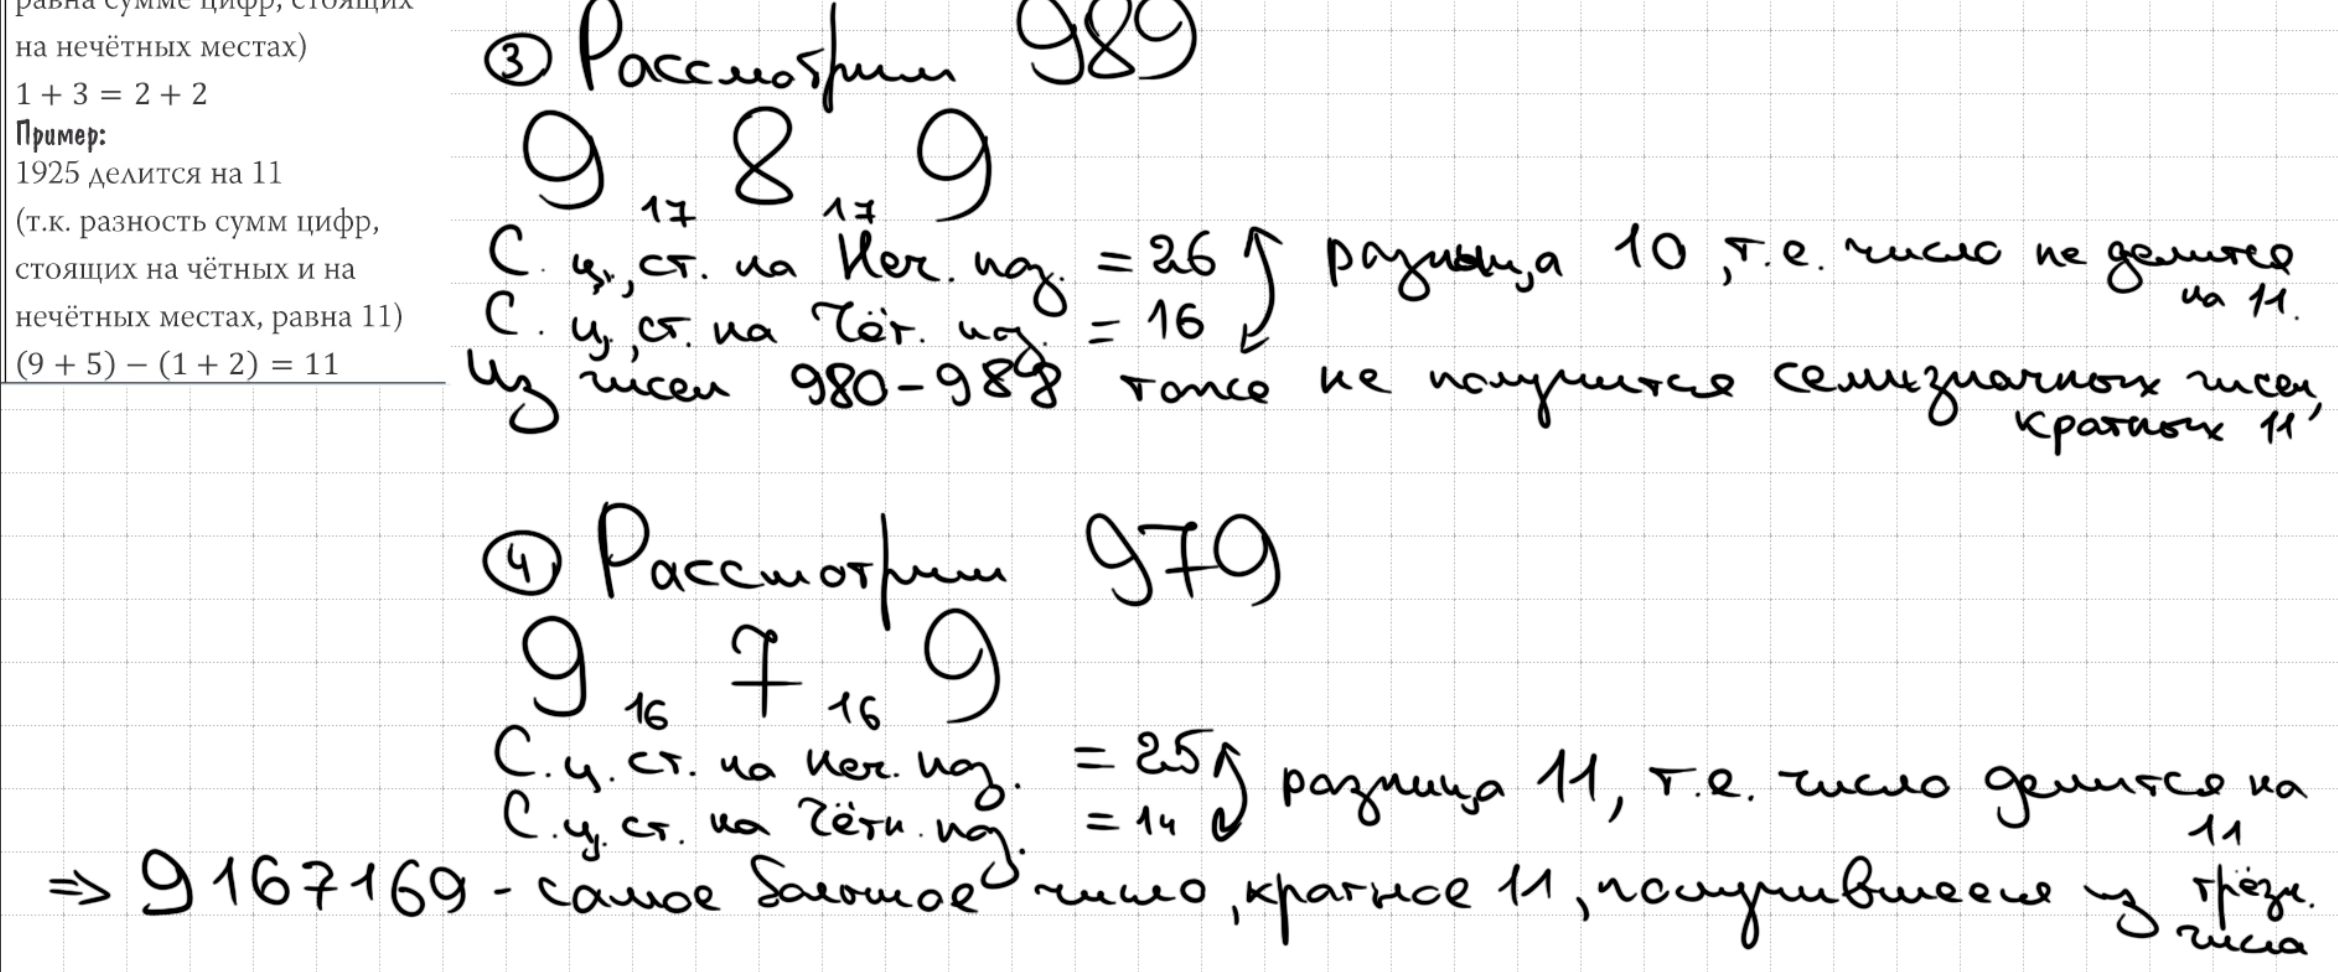 равна сумме цифр, стоящих
на нечётных местах)
1 + 3 = 2 + 2
Пример:
1925 делится на 11
(т.к. разность сумм цифр,
стоящих на чётных и на
нечётных местах, равна 11)
(9 + 5) − (1 + 2) = 11
③ Рассмотрим 989
9 8 9
17 17
С. ц., ст. на Неч. поз. = 26
разница 10, т.е. число не делится
на 11.
С. ц., ст. на Чёт. поз. = 16
Из чисел 980-988 тоже не получится семизначных чисел,
кратных 11
④ Рассмотрим 979
9 7 9
16 16
С.ц. ст. на Неч. поз. = 25
разница 11, т.е. число делится на
11
С.ц. ст. на Чётн. поз. = 14
=> 9167169 - самое большое число, кратное 11, получившееся из трёзн.
числа